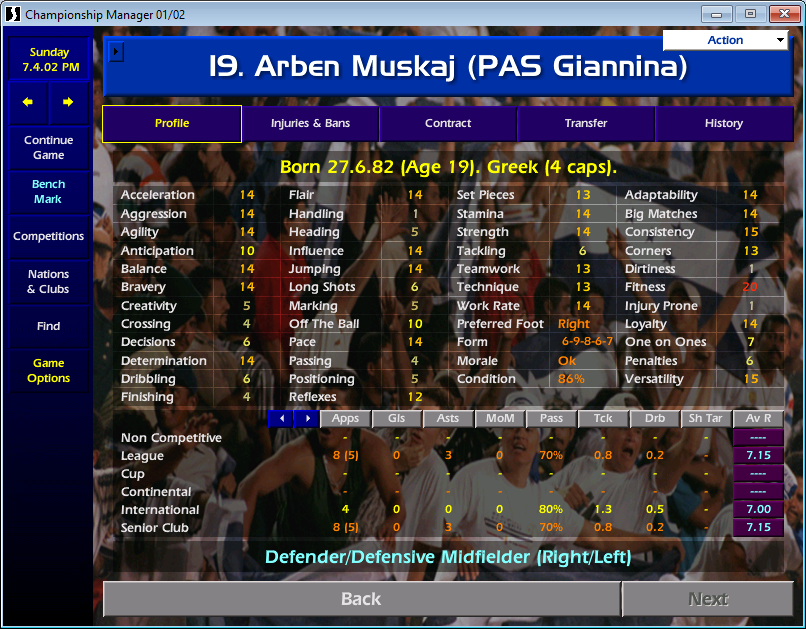 Championship Manager 01/02
Sunday
7.4.02 PM
Continue
Game
Bench
Mark
Competitions
Nations
& Clubs
Find
Game
Options
Action
19. Arben Muskaj (PAS Giannina)
Profile Injuries & Bans Contract Transfer History
Born 27.6.82 (Age 19). Greek (4 caps).
Acceleration 14 Flair 14 Set Pieces 13 Adaptability 14
Aggression 14 Handling 1 Stamina 14 Big Matches 14
Agility 14 Heading 5 Strength 14 Consistency 15
Anticipation 10 Influence 14 Tackling 6 Corners 13
Balance 14 Jumping 14 Teamwork 13 Dirtiness 1
Bravery 14 Long Shots 6 Technique 13 Fitness 20
Creativity 5 Marking 5 Work Rate 14 Injury Prone 1
Crossing 4 Off The Ball 10 Preferred Foot Right Loyalty 14
Decisions 6 Pace 14 Form 6-9-8-6-7 One on Ones 7
Determination 14 Passing 4 Morale Ok Penalties 6
Dribbling 6 Positioning 5 Condition 86% Versatility 15
Finishing 4 Reflexes 12
Apps Gls Asts MoM Pass Tck Drb Sh Tar Av R
Non Competitive - - - - - - - - ----
League 8 (5) 0 3 0 70% 0.8 0.2 - 7.15
Cup - - - - - - - - ----
Continental - - - - - - - - ----
International 4 0 0 0 80% 1.3 0.5 - 7.00
Senior Club 8 (5) 0 3 0 70% 0.8 0.2 - 7.15
Defender/Defensive Midfielder (Right/Left)
Back Next